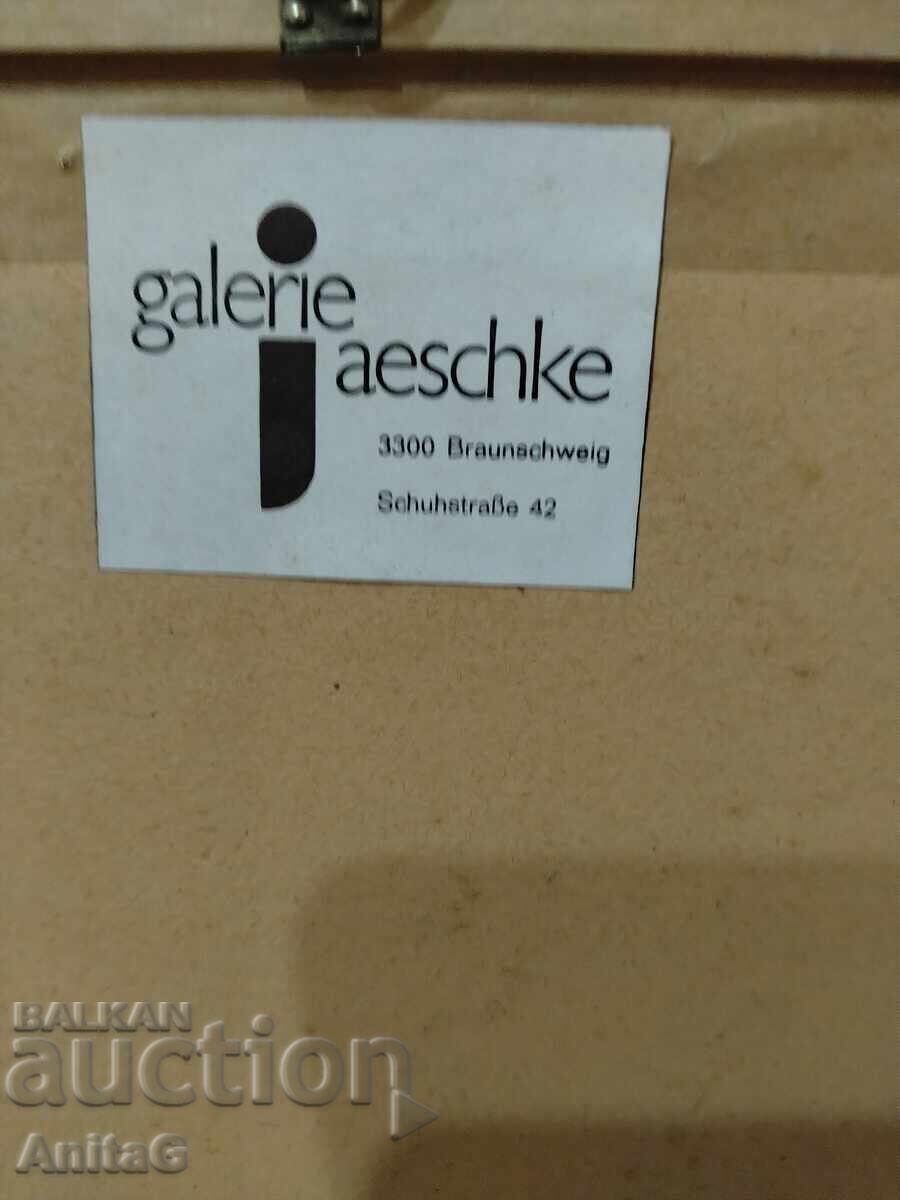 galerie
jaeschke
3300 Braunschweig
Schuhstraße 42
BALKAN
auction
AnitaG